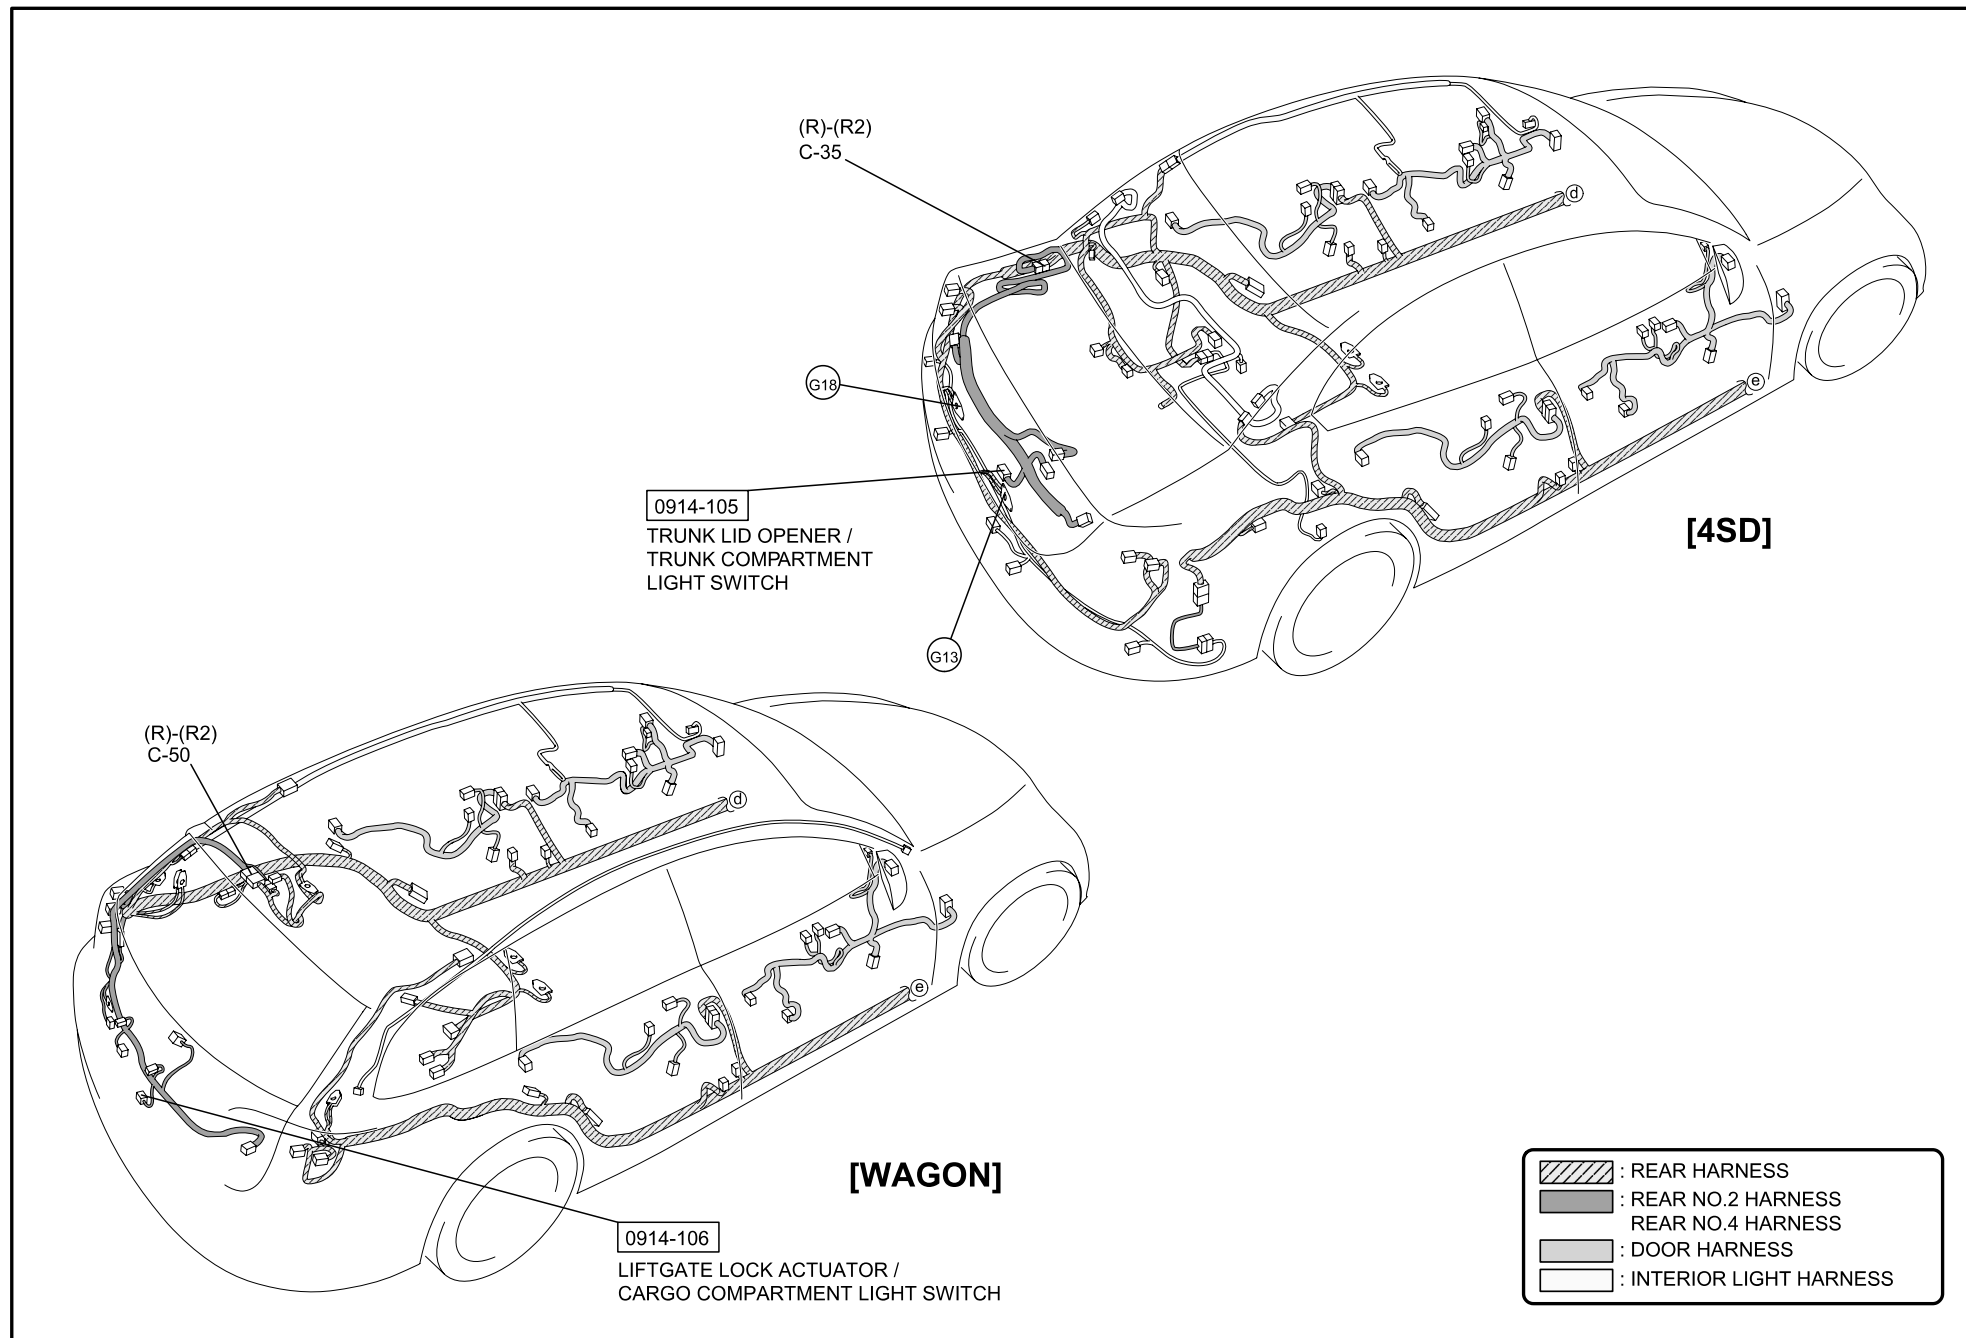 (R)-(R2)
C-35
d
G18
e
0914-105
TRUNK LID OPENER /
TRUNK COMPARTMENT
LIGHT SWITCH
[4SD]
G13
(R)-(R2)
C-50
d
e
[WAGON]
0914-106
LIFTGATE LOCK ACTUATOR /
CARGO COMPARTMENT LIGHT SWITCH
: REAR HARNESS
: REAR NO.2 HARNESS
REAR NO.4 HARNESS
: DOOR HARNESS
: INTERIOR LIGHT HARNESS